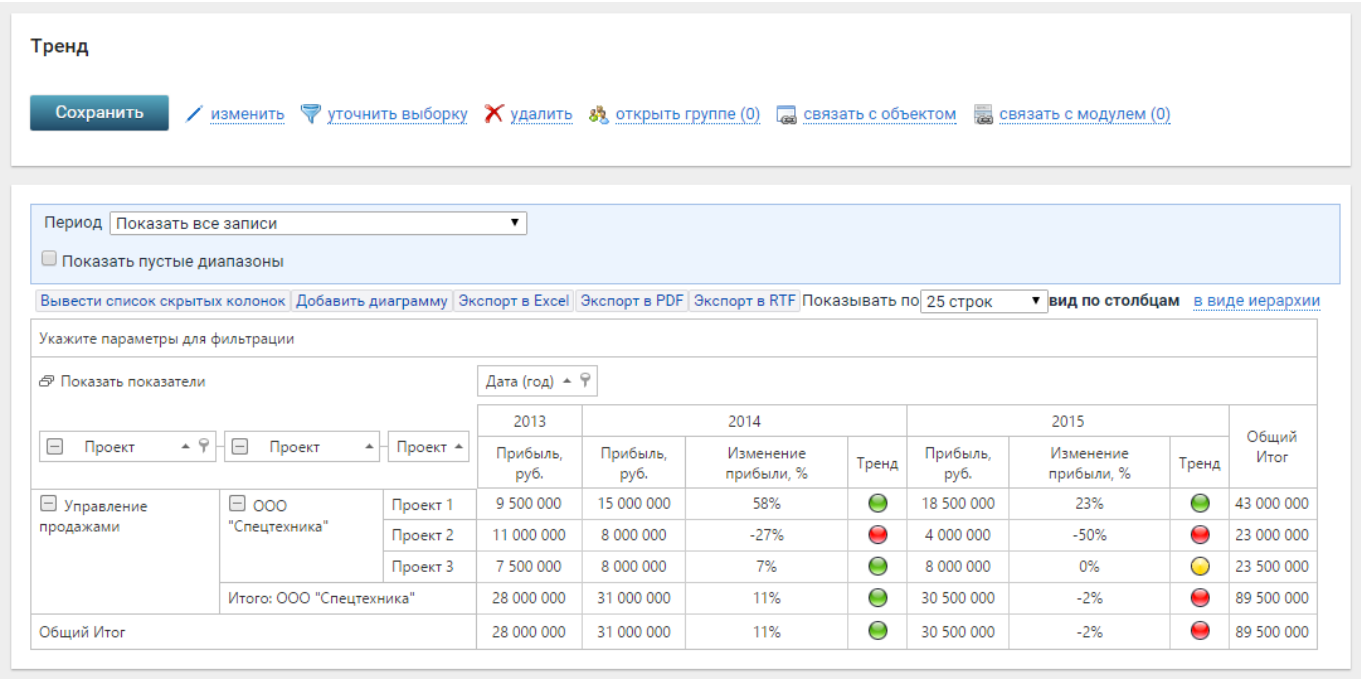 Тренд
Сохранить изменить уточнить выборку удалить открыть группе (0) связать с объектом связать с модулем (0)
Период Показать все записи
Показать пустые диапазоны
Вывести список скрытых колонок Добавить диаграмму Экспорт в Excel Экспорт в PDF Экспорт в RTF Показывать по 25 строк вид по столбцам в виде иерархии
Укажите параметры для фильтрации
Показать показатели Дата (год)
2013 2014 2015 Общий Итог
Проект Проект Проект Прибыль, руб. Прибыль, руб. Изменение прибыли, % Тренд Прибыль, руб. Изменение прибыли, % Тренд
Управление продажами ООО "Спецтехника" Проект 1 9 500 000 15 000 000 58% 18 500 000 23% 43 000 000
Проект 2 11 000 000 8 000 000 -27% 4 000 000 -50% 23 000 000
Проект 3 7 500 000 8 000 000 7% 8 000 000 0% 23 500 000
Итого: ООО "Спецтехника" 28 000 000 31 000 000 11% 30 500 000 -2% 89 500 000
Общий Итог 28 000 000 31 000 000 11% 30 500 000 -2% 89 500 000